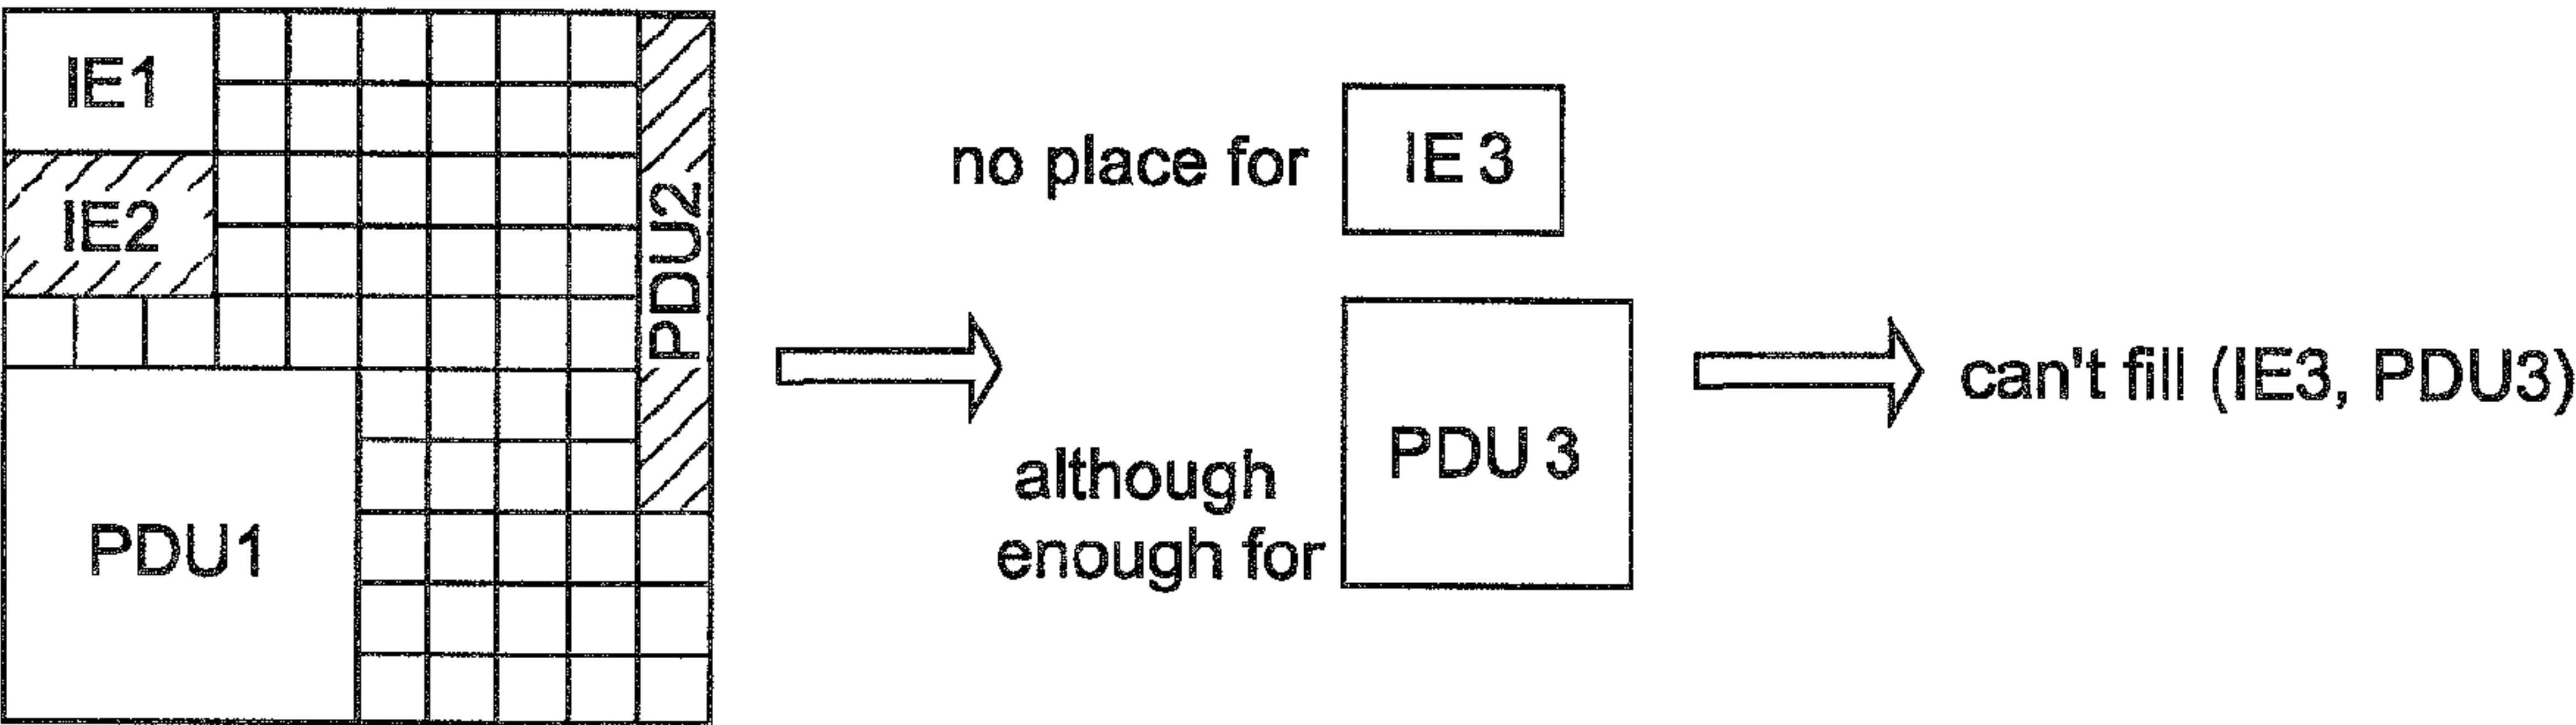 IE1
IE2
PDU1
PDU2
no place for
IE 3
although
enough for
PDU 3
can't fill (IE3, PDU3)